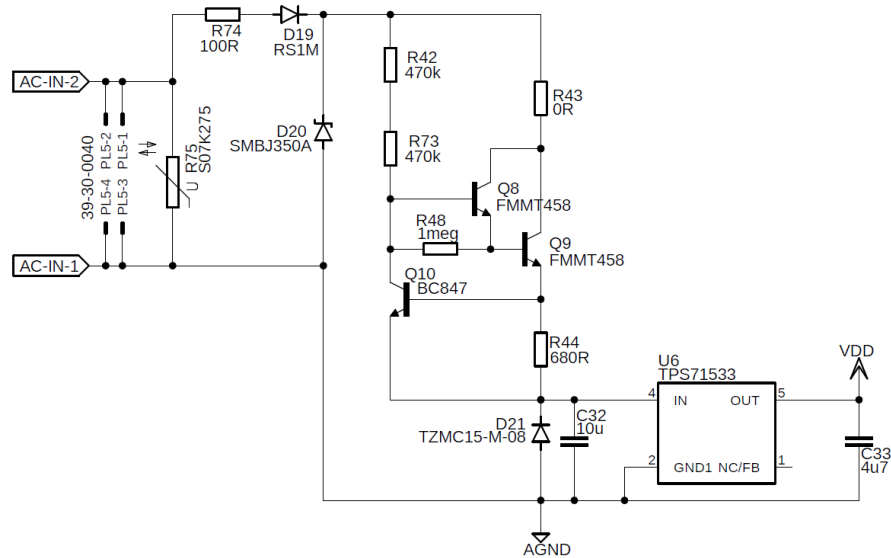 R74
100R
D19
RS1M
R42
470k
AC-IN-2
R43
0R
39-30-0040
PL5-4 PL5-2
PL5-3 PL5-1
U
R75
S07K275
D20
SMBJ350A
R73
470k
Q8
FMMT458
R48
1meg
Q9
FMMT458
AC-IN-1
Q10
BC847
R44
680R
U6
TPS71533
VDD
4
IN
OUT
5
D21
TZMC15-M-08
C32
10u
2
GND1
NC/FB
1
C33
4u7
AGND